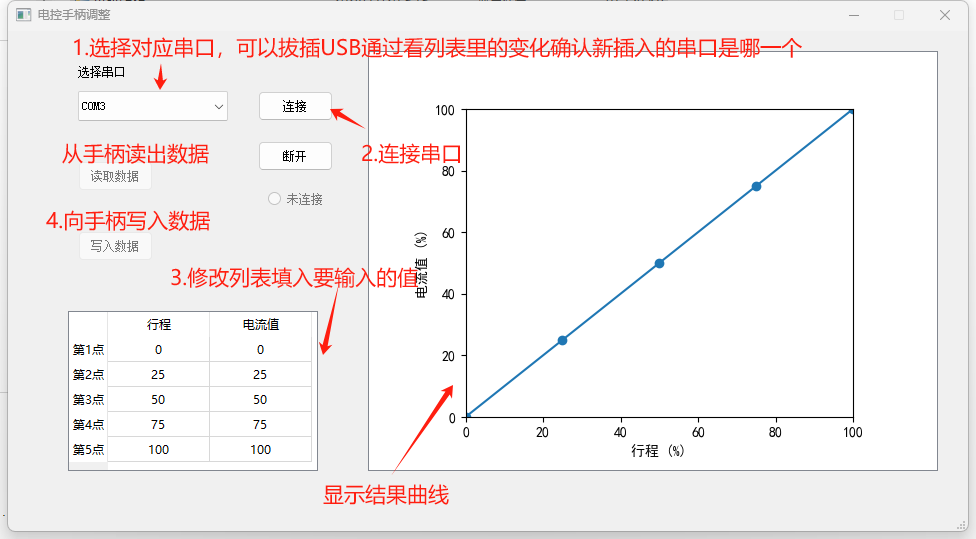 电控手柄调整
1.选择对应串口，可以拔插USB通过看列表里的变化确认新插入的串口是哪一个
选择串口
COM3
连接
2.连接串口
断开
从手柄读出数据
读取数据
未连接
4.向手柄写入数据
写入数据
3.修改列表填入要输入的值
行程 电流值
第1点 0 0
第2点 25 25
第3点 50 50
第4点 75 75
第5点 100 100
100
80
60
40
20
0
电流值 (%)
0 20 40 60 80 100
行程 (%)
显示结果曲线